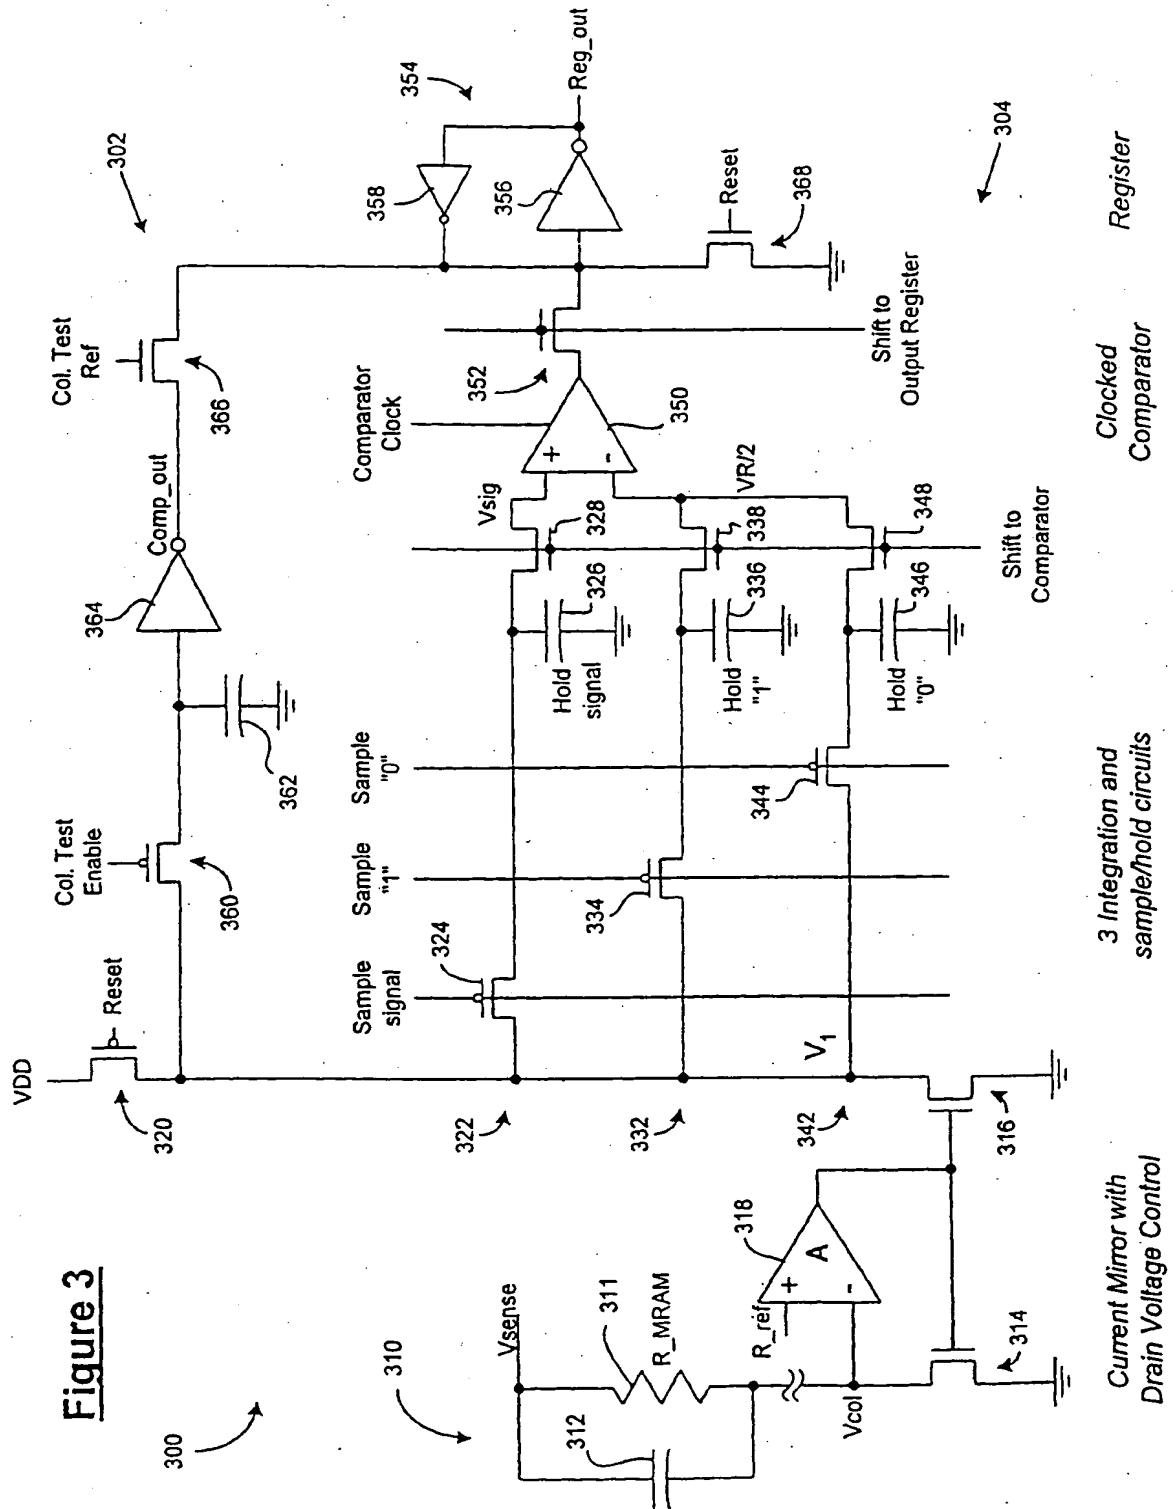 Figure 3
300
302
304
VDD
Reset
320
Col. Test
Enable
360
362
364
Comp_out
Col. Test
Ref
366
358
354
356
Reg_out
Reset
368
Sample
signal
324
Sample
"1"
334
Sample
"0"
344
322
332
342
V1
Hold
signal
326
328
Hold
"1"
336
338
Hold
"0"
346
348
Shift to
Comparator
Vsig
VR/2
+
-
350
Comparator
Clock
352
Shift to
Output Register
310
Vsense
311
R_MRAM
312
R_ref
+
-
A
318
Vcol
314
316
Current Mirror with
Drain Voltage Control
3 Integration and
sample/hold circuits
Clocked
Comparator
Register